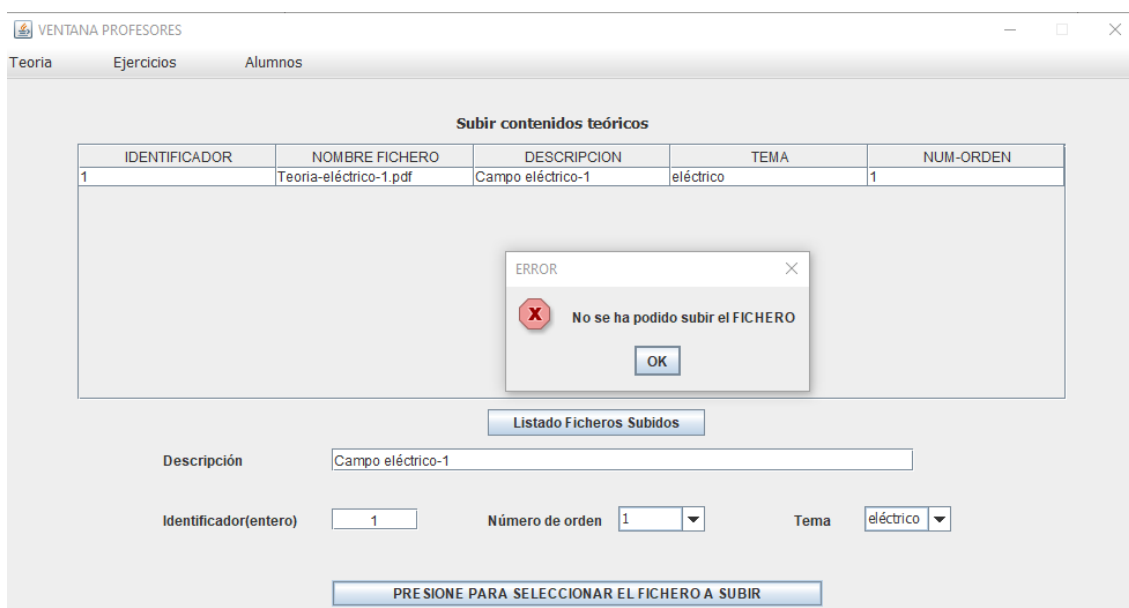 VENTANA PROFESORES
Teoria Ejercicios Alumnos
Subir contenidos teóricos
IDENTIFICADOR NOMBRE FICHERO DESCRIPCION TEMA NUM-ORDEN
1 Teoria-eléctrico-1.pdf Campo eléctrico-1 eléctrico 1
ERROR
No se ha podido subir el FICHERO
OK
Listado Ficheros Subidos
Descripción Campo eléctrico-1
Identificador(entero) 1 Número de orden 1 Tema eléctrico
PRESIONE PARA SELECCIONAR EL FICHERO A SUBIR